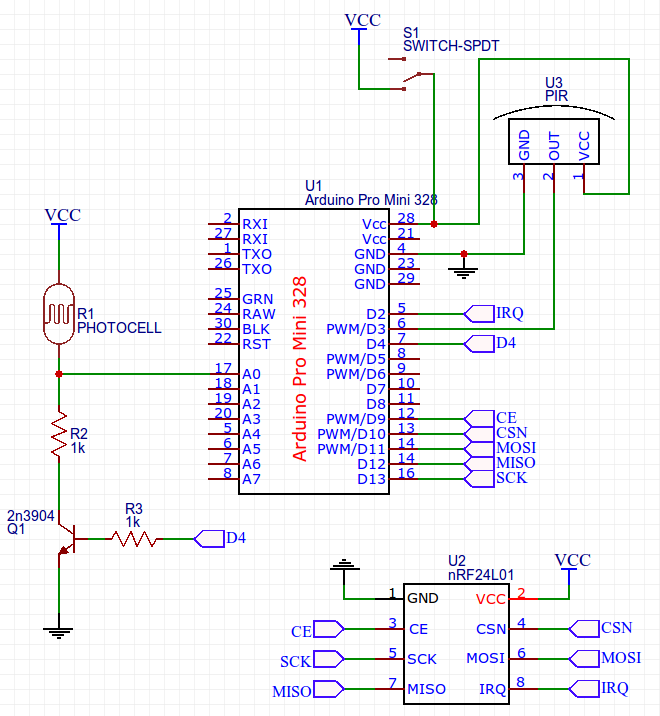 VCC
S1
SWITCH-SPDT
U3
PIR
GND
OUT
VCC
3
2
1
U1
Arduino Pro Mini 328
Arduino Pro Mini 328
2 RXI
27 RXI
1 TXO
26 TXO
25 GRN
24 RAW
30 BLK
22 RST
17 A0
18 A1
19 A2
20 A3
5 A4
6 A5
7 A6
8 A7
Vcc 28
Vcc 21
GND 4
GND 23
GND 29
D2 5 IRQ
PWM/D3 6
D4 7 D4
PWM/D5 8
PWM/D6 9
D7 10
D8 11
PWM/D9 12 CE
PWM/D10 13 CSN
PWM/D11 14 MOSI
D12 14 MISO
D13 16 SCK
VCC
R1
PHOTOCELL
R2
1k
2n3904
Q1
R3
1k
D4
U2
nRF24L01
VCC
1 GND
CE 3 CE
SCK 5 SCK
MISO 7 MISO
VCC 2
CSN 4 CSN
MOSI 6 MOSI
IRQ 8 IRQ